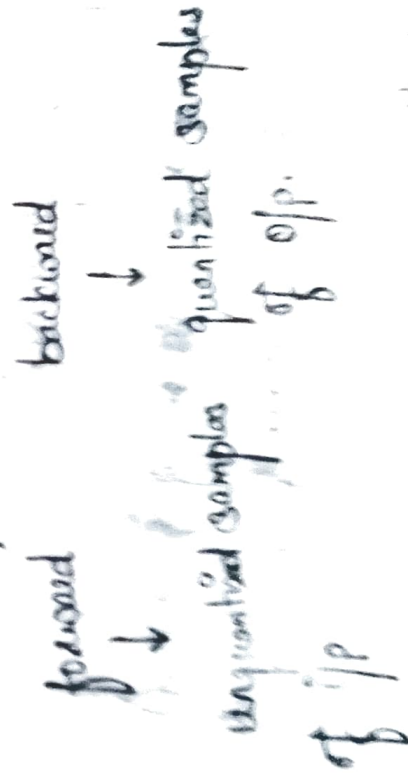 forward
↓
unquantized samples
of i/p
backward
↓
quantized samples
of o/p.